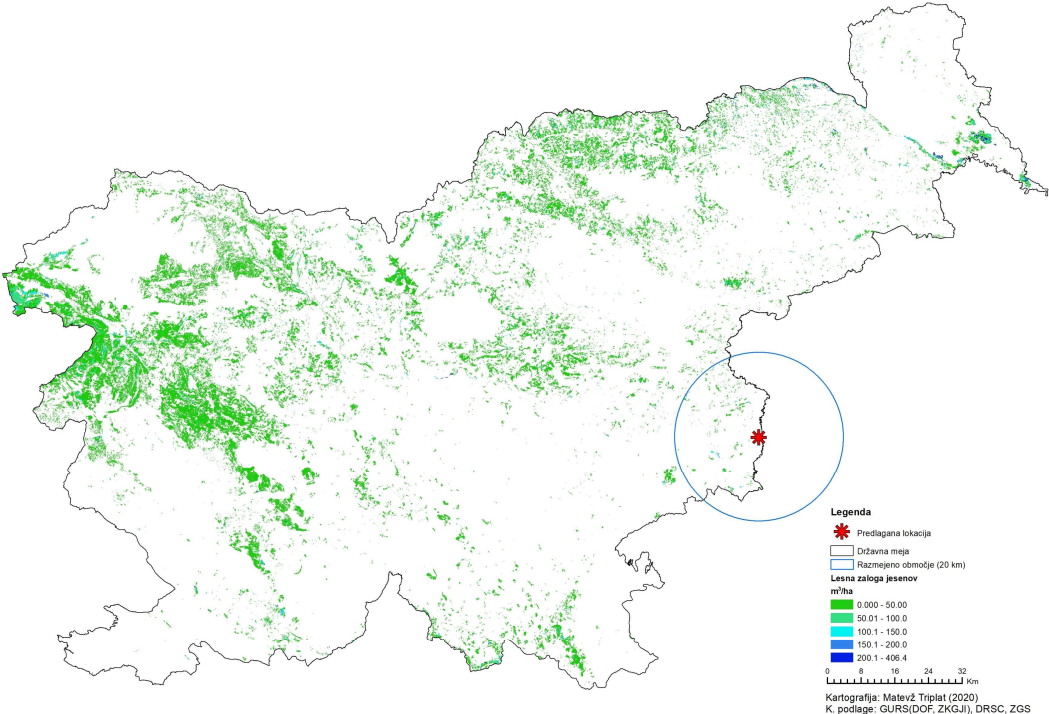 Legenda
Predlagana lokacija
Državna meja
Razmejeno območje (20 km)
Lesna zaloga jesenov
m³/ha
0.000 - 50.00
50.01 - 100.0
100.1 - 150.0
150.1 - 200.0
200.1 - 406.4
0 8 16 24 32
Km
Kartografija: Matevž Triplat (2020)
K. podlage: GURS(DOF, ZKGJI), DRSC, ZGS